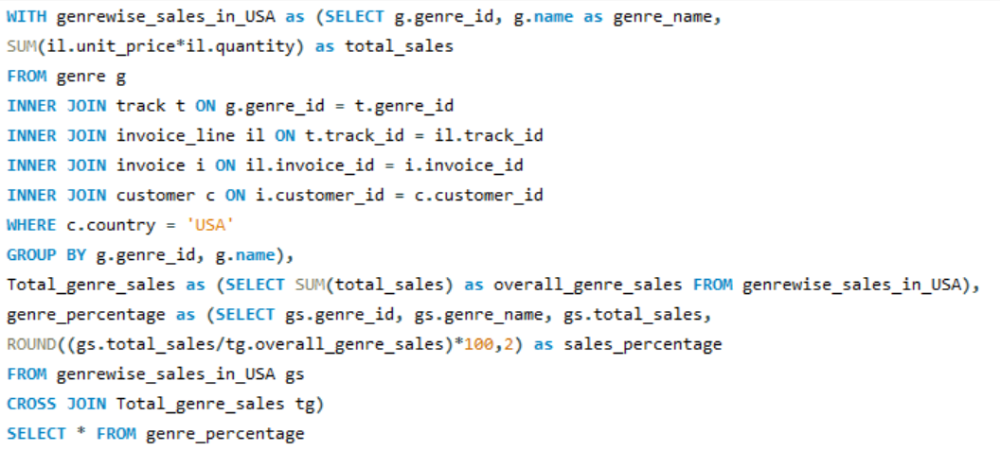 WITH genrewise_sales_in_USA as (SELECT g.genre_id, g.name as genre_name,
SUM(il.unit_price*il.quantity) as total_sales
FROM genre g
INNER JOIN track t ON g.genre_id = t.genre_id
INNER JOIN invoice_line il ON t.track_id = il.track_id
INNER JOIN invoice i ON il.invoice_id = i.invoice_id
INNER JOIN customer c ON i.customer_id = c.customer_id
WHERE c.country = 'USA'
GROUP BY g.genre_id, g.name),
Total_genre_sales as (SELECT SUM(total_sales) as overall_genre_sales FROM genrewise_sales_in_USA),
genre_percentage as (SELECT gs.genre_id, gs.genre_name, gs.total_sales,
ROUND((gs.total_sales/tg.overall_genre_sales)*100,2) as sales_percentage
FROM genrewise_sales_in_USA gs
CROSS JOIN Total_genre_sales tg)
SELECT * FROM genre_percentage